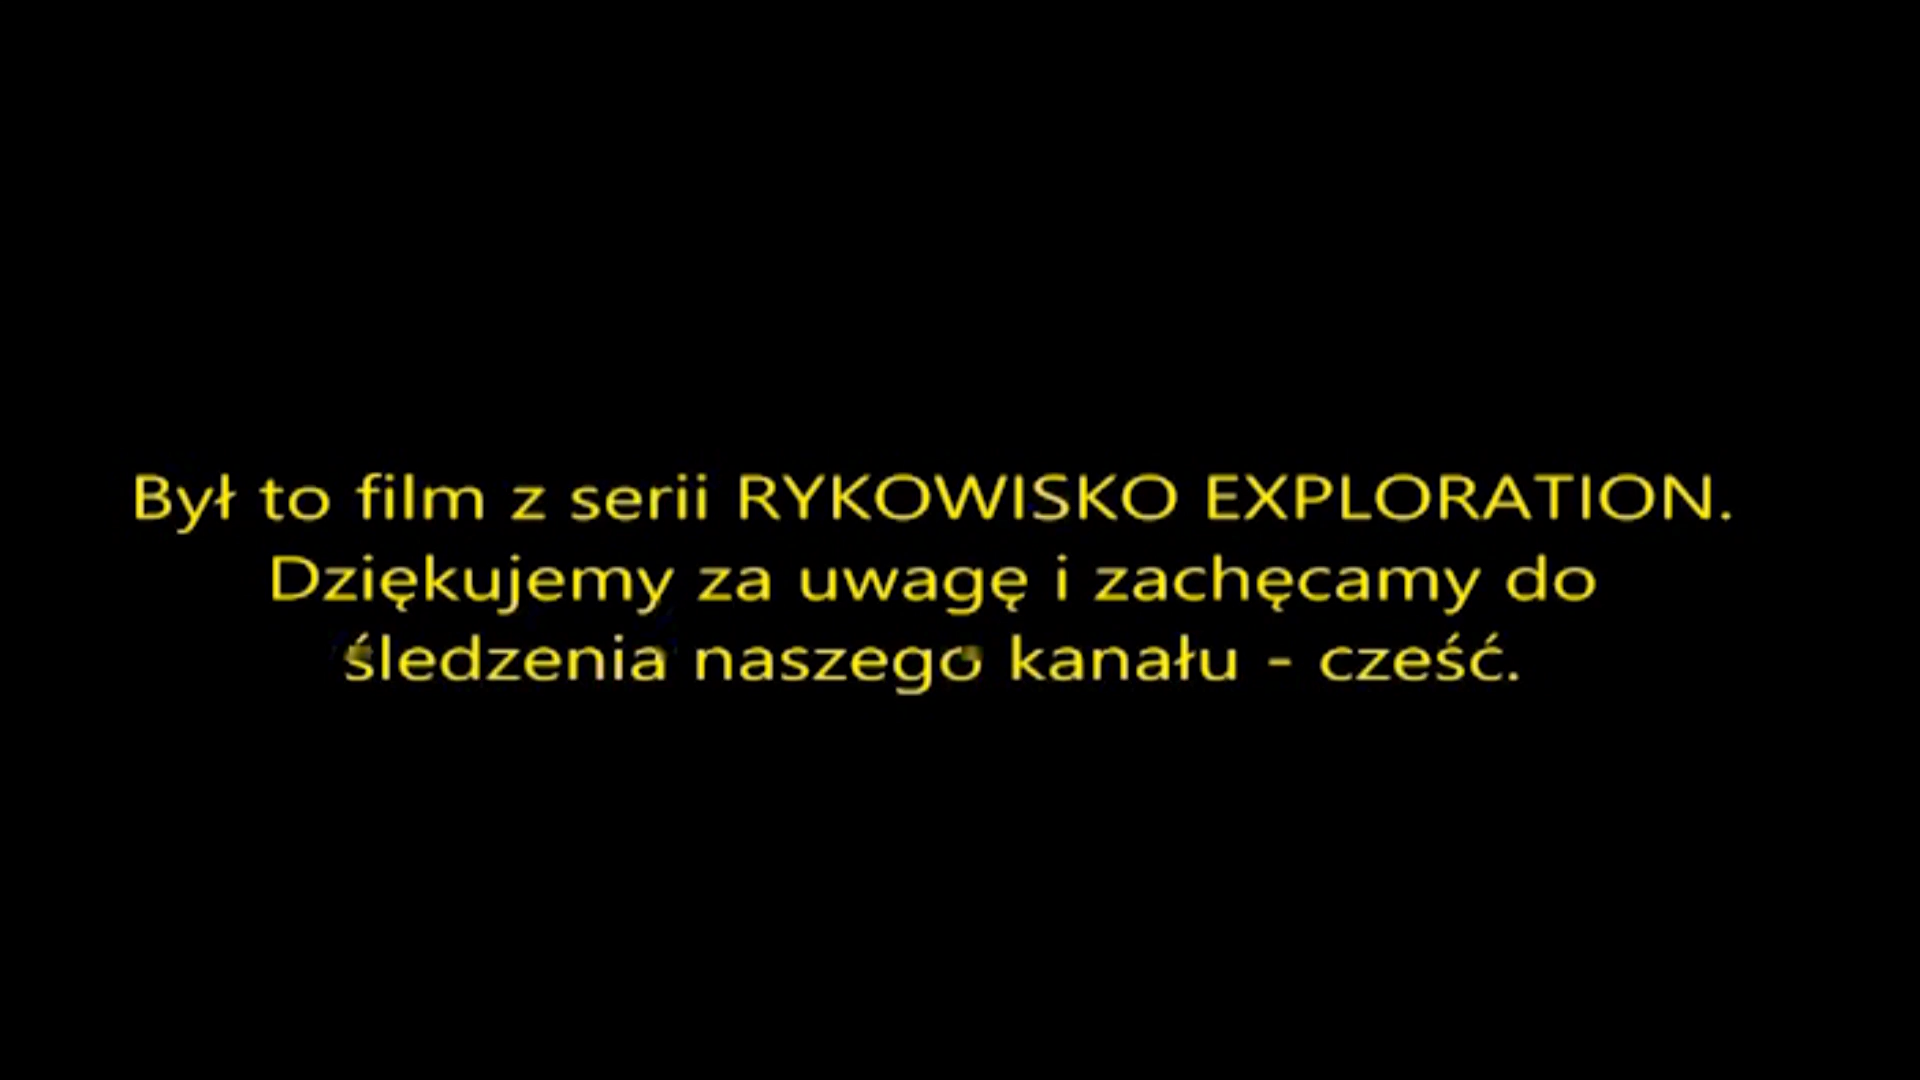 Był to film z serii RYKOWISKO EXPLORATION.
Dziękujemy za uwagę i zachęcamy do
śledzenia naszego kanału - cześć.